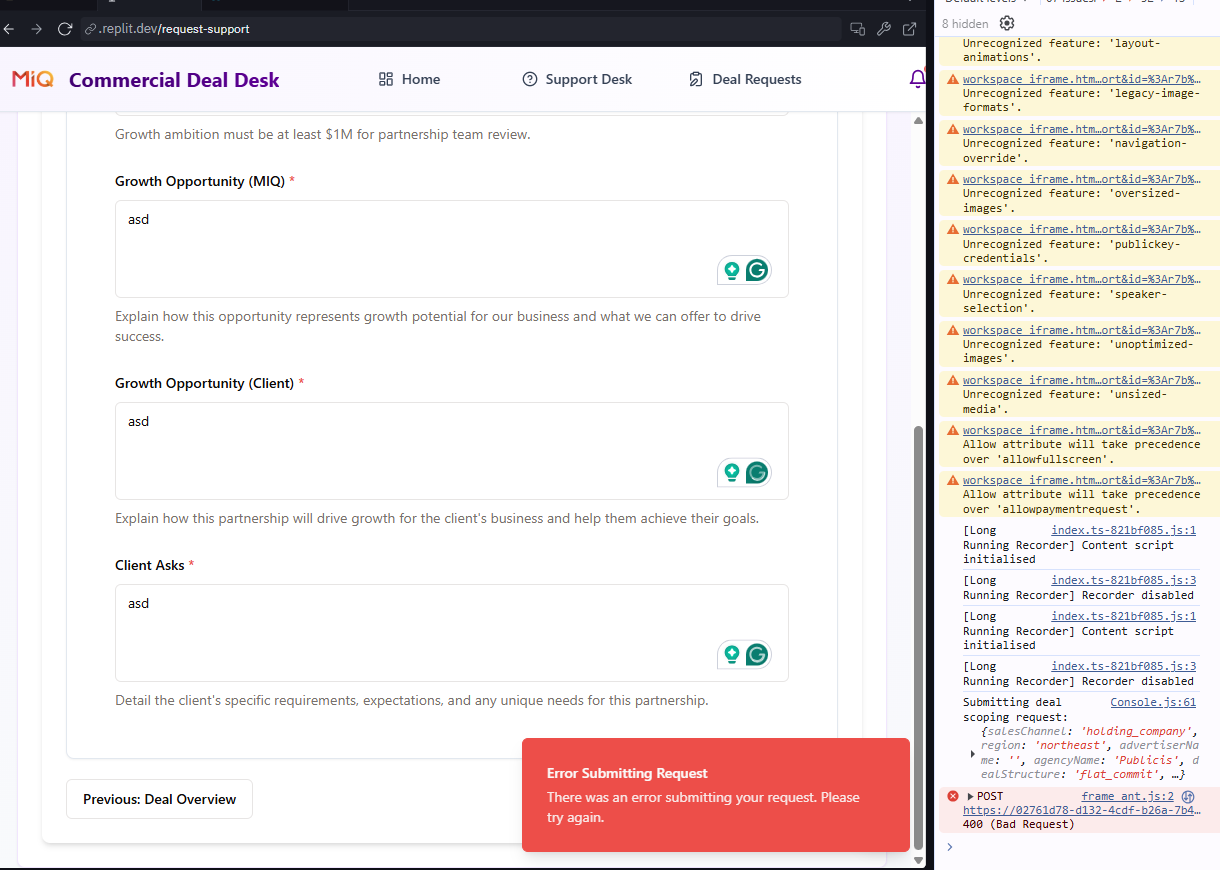 .replit.dev/request-support
MiQ Commercial Deal Desk
Home
Support Desk
Deal Requests
Growth ambition must be at least $1M for partnership team review.
Growth Opportunity (MIQ) *
asd
Explain how this opportunity represents growth potential for our business and what we can offer to drive
success.
Growth Opportunity (Client) *
asd
Explain how this partnership will drive growth for the client's business and help them achieve their goals.
Client Asks *
asd
Detail the client's specific requirements, expectations, and any unique needs for this partnership.
Previous: Deal Overview
Error Submitting Request
There was an error submitting your request. Please
try again.
8 hidden
Unrecognized feature: 'layout-
animations'.
workspace_iframe.htm…ort&id=%3Ar7b%…
Unrecognized feature: 'legacy-image-
formats'.
workspace_iframe.htm…ort&id=%3Ar7b%…
Unrecognized feature: 'navigation-
override'.
workspace_iframe.htm…ort&id=%3Ar7b%…
Unrecognized feature: 'oversized-
images'.
workspace_iframe.htm…ort&id=%3Ar7b%…
Unrecognized feature: 'publickey-
credentials'.
workspace_iframe.htm…ort&id=%3Ar7b%…
Unrecognized feature: 'speaker-
selection'.
workspace_iframe.htm…ort&id=%3Ar7b%…
Unrecognized feature: 'unoptimized-
images'.
workspace_iframe.htm…ort&id=%3Ar7b%…
Unrecognized feature: 'unsized-
media'.
workspace_iframe.htm…ort&id=%3Ar7b%…
Allow attribute will take precedence
over 'allowfullscreen'.
workspace_iframe.htm…ort&id=%3Ar7b%…
Allow attribute will take precedence
over 'allowpaymentrequest'.
[Long index.ts-821bf085.js:1
Running Recorder] Content script
initialised
[Long index.ts-821bf085.js:3
Running Recorder] Recorder disabled
[Long index.ts-821bf085.js:1
Running Recorder] Content script
initialised
[Long index.ts-821bf085.js:3
Running Recorder] Recorder disabled
Submitting deal Console.js:61
scoping request:
{salesChannel: 'holding_company',
region: 'northeast', advertiserNa
me: '', agencyName: 'Publicis', d
ealStructure: 'flat_commit', …}
POST frame_ant.js:2
https://02761d78-d132-4cdf-b26a-7b4…
400 (Bad Request)